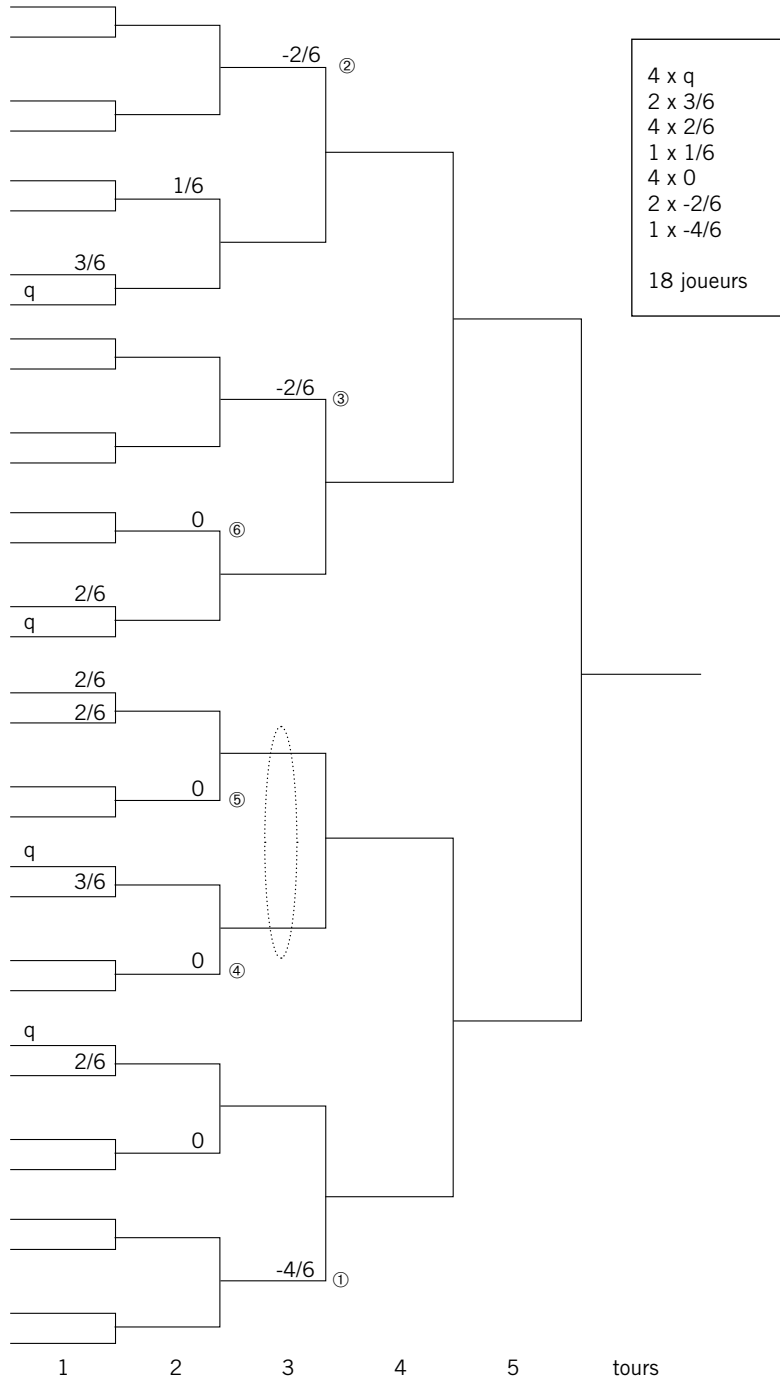 -2/6 ②
1/6
3/6
q
-2/6 ③
0 ⑥
2/6
q
2/6
2/6
0 ⑤
q
3/6
0 ④
q
2/6
0
-4/6 ①
1 2 3 4 5 tours
4 x q
2 x 3/6
4 x 2/6
1 x 1/6
4 x 0
2 x -2/6
1 x -4/6
18 joueurs